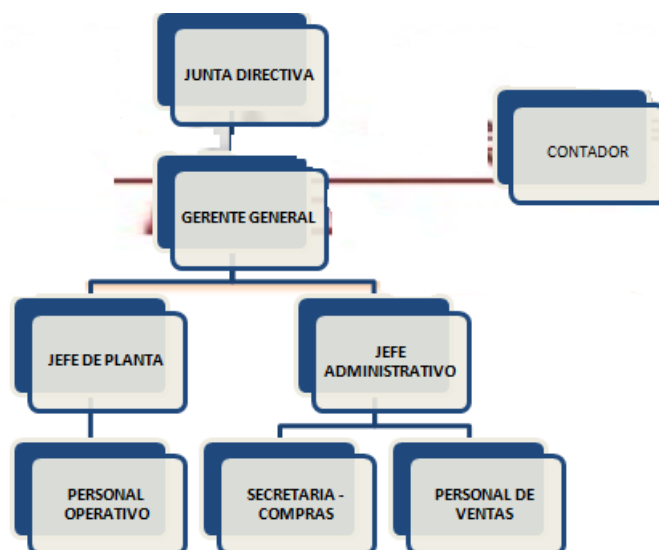 JUNTA DIRECTIVA
CONTADOR
GERENTE GENERAL
JEFE DE PLANTA
JEFE
ADMINISTRATIVO
PERSONAL
OPERATIVO
SECRETARIA -
COMPRAS
PERSONAL DE
VENTAS